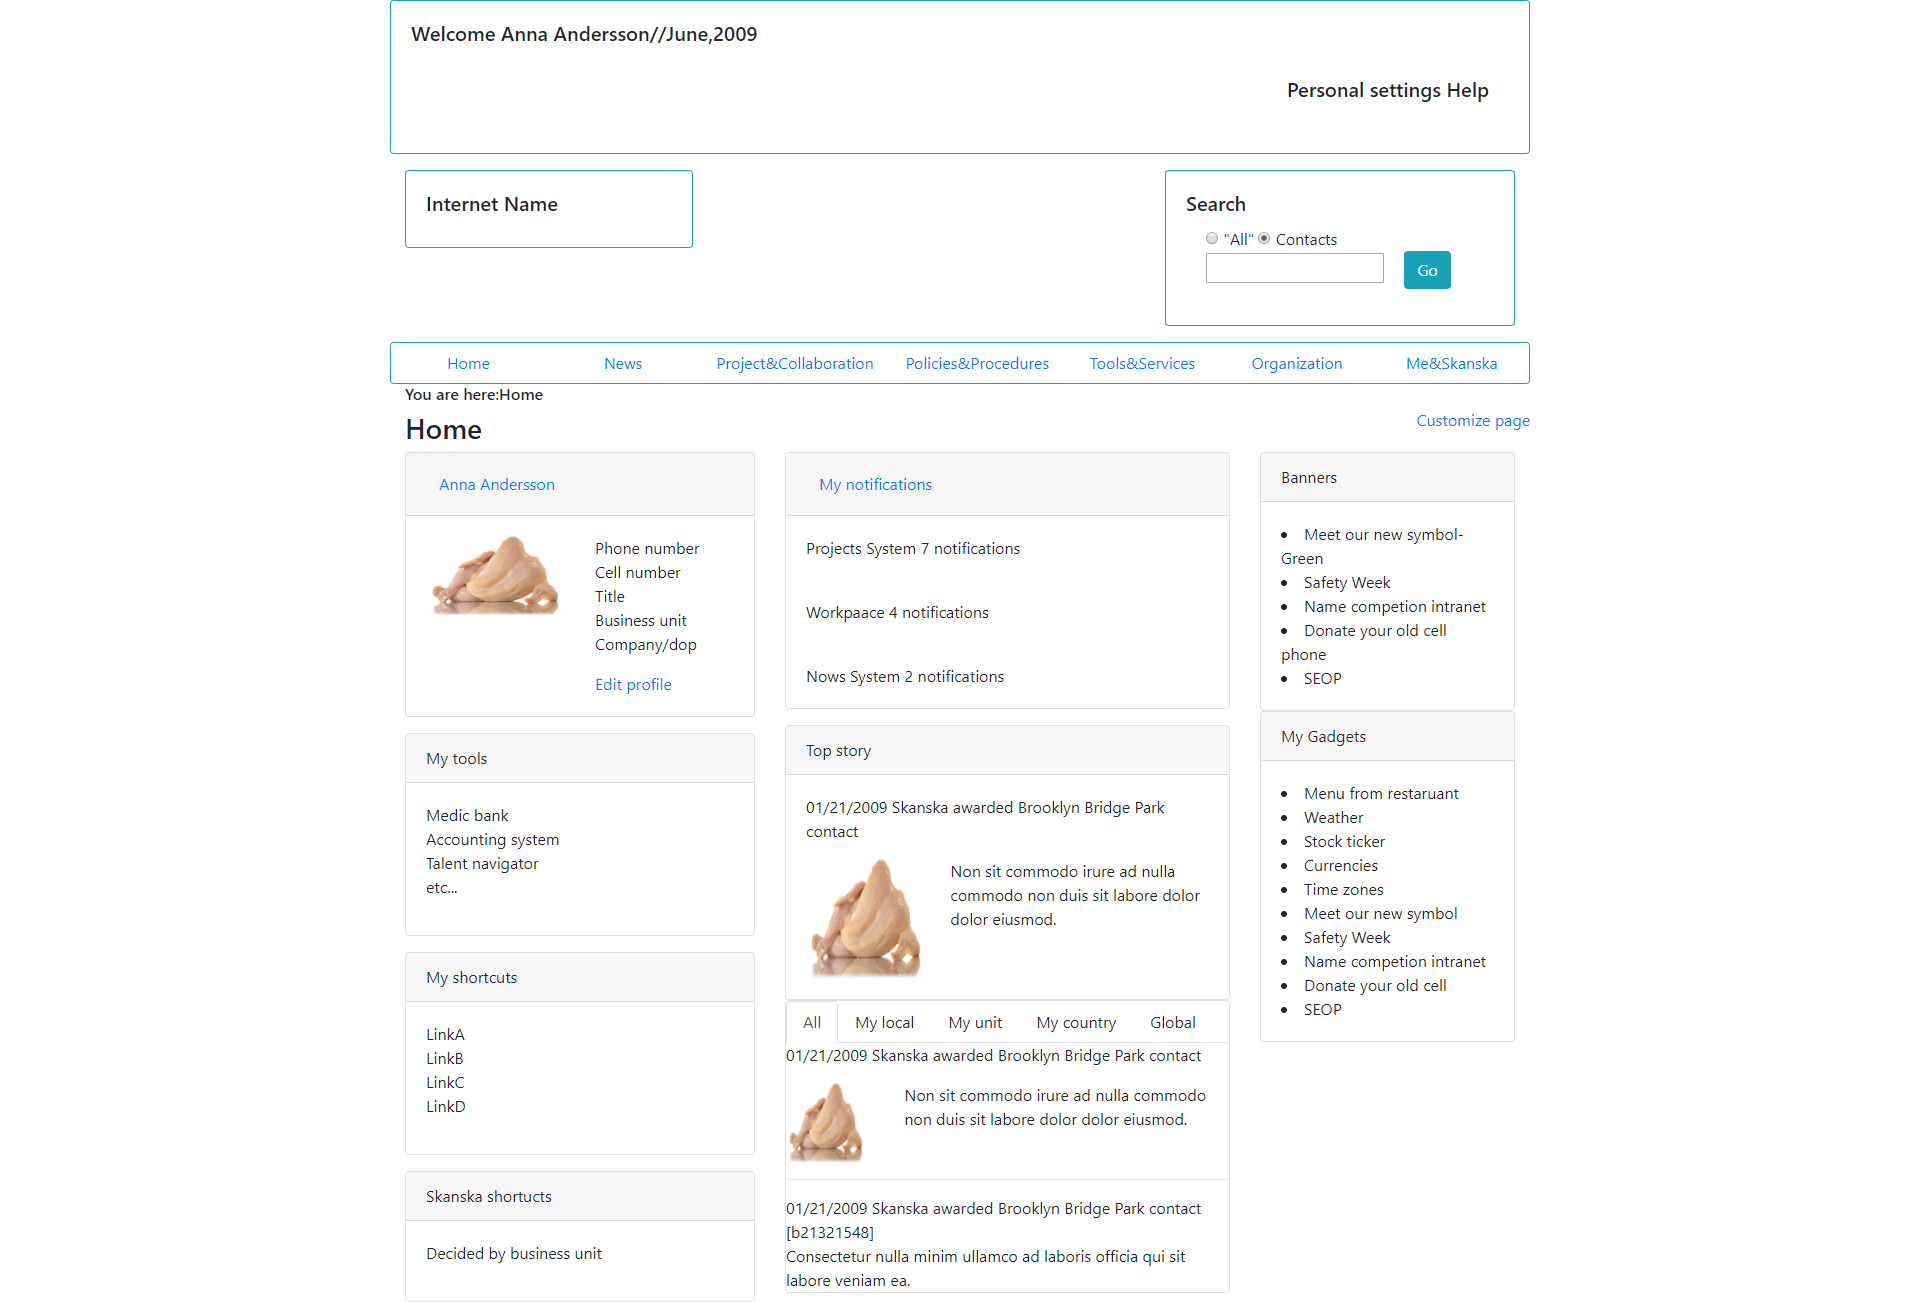 Welcome Anna Andersson//June,2009
Personal settings Help
Internet Name
Search
"All" Contacts
Go
Home News Project&Collaboration Policies&Procedures Tools&Services Organization Me&Skanska
You are here:Home
Home
Customize page
Anna Andersson
Phone number
Cell number
Title
Business unit
Company/dop
Edit profile
My tools
Medic bank
Accounting system
Talent navigator
etc...
My shortcuts
LinkA
LinkB
LinkC
LinkD
Skanska shortucts
Decided by business unit
My notifications
Projects System 7 notifications
Workpaace 4 notifications
Nows System 2 notifications
Top story
01/21/2009 Skanska awarded Brooklyn Bridge Park
contact
Non sit commodo irure ad nulla
commodo non duis sit labore dolor
dolor eiusmod.
All My local My unit My country Global
01/21/2009 Skanska awarded Brooklyn Bridge Park contact
Non sit commodo irure ad nulla commodo
non duis sit labore dolor dolor eiusmod.
01/21/2009 Skanska awarded Brooklyn Bridge Park contact
[b21321548]
Consectetur nulla minim ullamco ad laboris officia qui sit
labore veniam ea.
Banners
• Meet our new symbol-
Green
• Safety Week
• Name competion intranet
• Donate your old cell
phone
• SEOP
My Gadgets
• Menu from restaruant
• Weather
• Stock ticker
• Currencies
• Time zones
• Meet our new symbol
• Safety Week
• Name competion intranet
• Donate your old cell
• SEOP